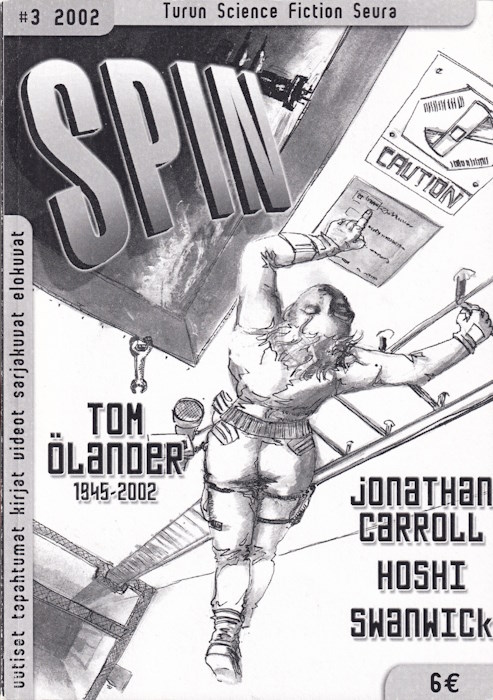 #3 2002
Turun Science Fiction Seura
SPIN
CAUTION
uutiset tapahtumat kirjat videot sarjakuvat elokuvat
TOM
ÖLANDER
1945-2002
JONATHAN
CARROLL
HOSHI
SWANWICK
6€